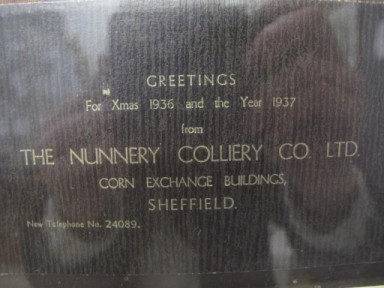 GREETINGS
For Xmas 1936 and the Year 1937
from
THE NUNNERY COLLIERY CO. LTD.
CORN EXCHANGE BUILDINGS,
SHEFFIELD.
New Telephone No. 24089.